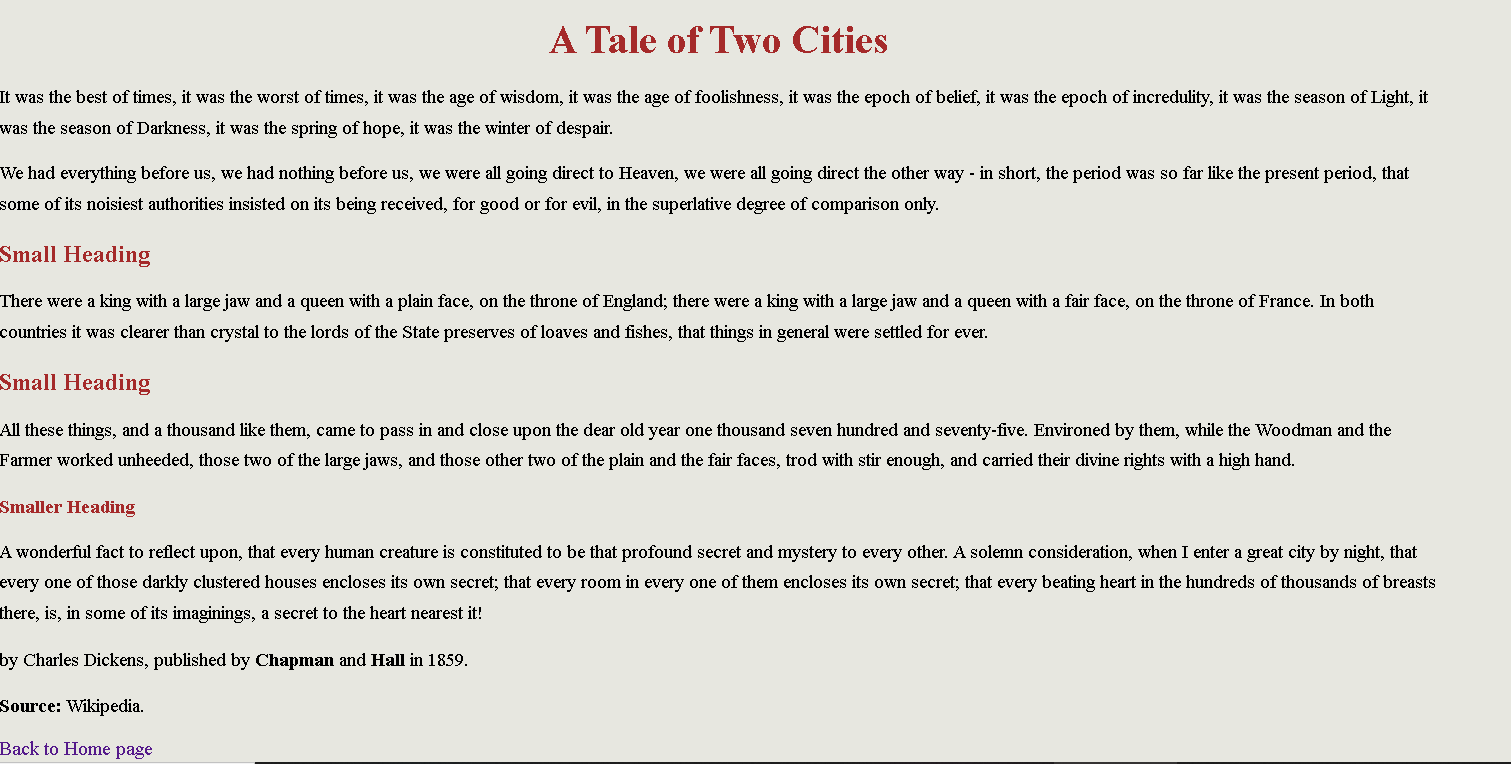 A Tale of Two Cities
It was the best of times, it was the worst of times, it was the age of wisdom, it was the age of foolishness, it was the epoch of belief, it was the epoch of incredulity, it was the season of Light, it
was the season of Darkness, it was the spring of hope, it was the winter of despair.
We had everything before us, we had nothing before us, we were all going direct to Heaven, we were all going direct the other way - in short, the period was so far like the present period, that
some of its noisiest authorities insisted on its being received, for good or for evil, in the superlative degree of comparison only.
Small Heading
There were a king with a large jaw and a queen with a plain face, on the throne of England; there were a king with a large jaw and a queen with a fair face, on the throne of France. In both
countries it was clearer than crystal to the lords of the State preserves of loaves and fishes, that things in general were settled for ever.
Small Heading
All these things, and a thousand like them, came to pass in and close upon the dear old year one thousand seven hundred and seventy-five. Environed by them, while the Woodman and the
Farmer worked unheeded, those two of the large jaws, and those other two of the plain and the fair faces, trod with stir enough, and carried their divine rights with a high hand.
Smaller Heading
A wonderful fact to reflect upon, that every human creature is constituted to be that profound secret and mystery to every other. A solemn consideration, when I enter a great city by night, that
every one of those darkly clustered houses encloses its own secret; that every room in every one of them encloses its own secret; that every beating heart in the hundreds of thousands of breasts
there, is, in some of its imaginings, a secret to the heart nearest it!
by Charles Dickens, published by Chapman and Hall in 1859.
Source: Wikipedia.
Back to Home page